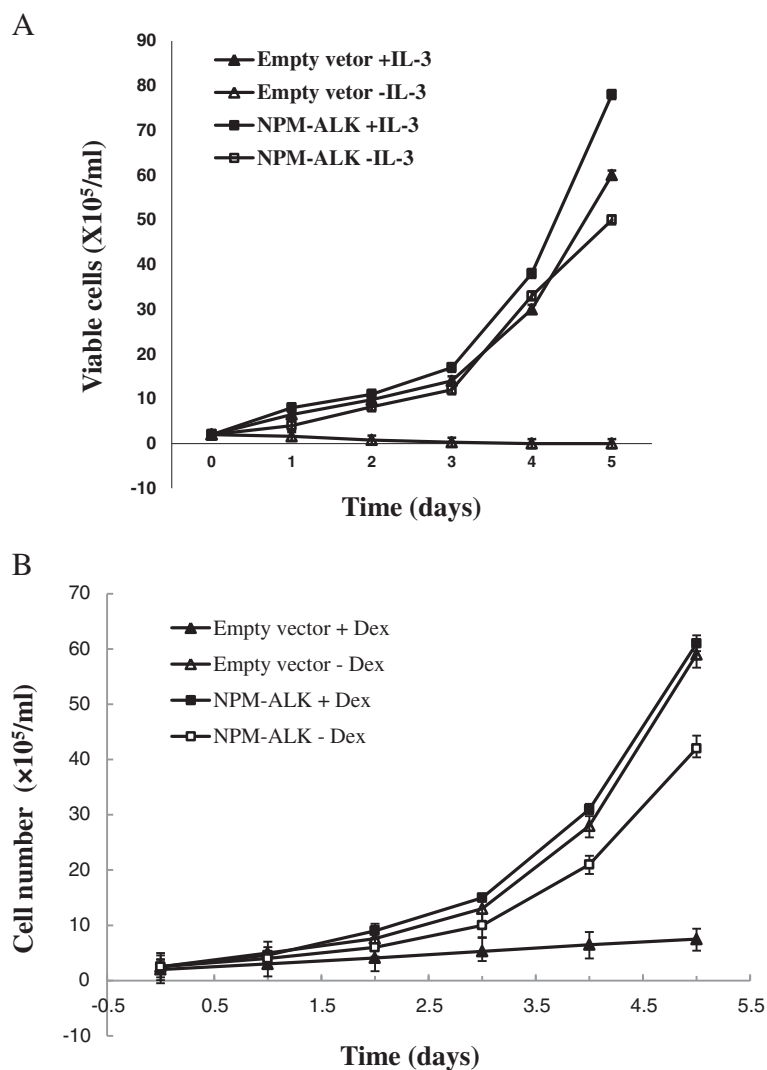 A
90
80
70
60
50
40
30
20
10
0
-10
Viable cells (X10⁵/ml)
Empty vetor +IL-3
Empty vetor -IL-3
NPM-ALK +IL-3
NPM-ALK -IL-3
0 1 2 3 4 5
Time (days)
B
70
60
50
40
30
20
10
0
-10
Cell number (×10⁵/ml)
Empty vector + Dex
Empty vector - Dex
NPM-ALK + Dex
NPM-ALK - Dex
-0.5 0.5 1.5 2.5 3.5 4.5 5.5
Time (days)